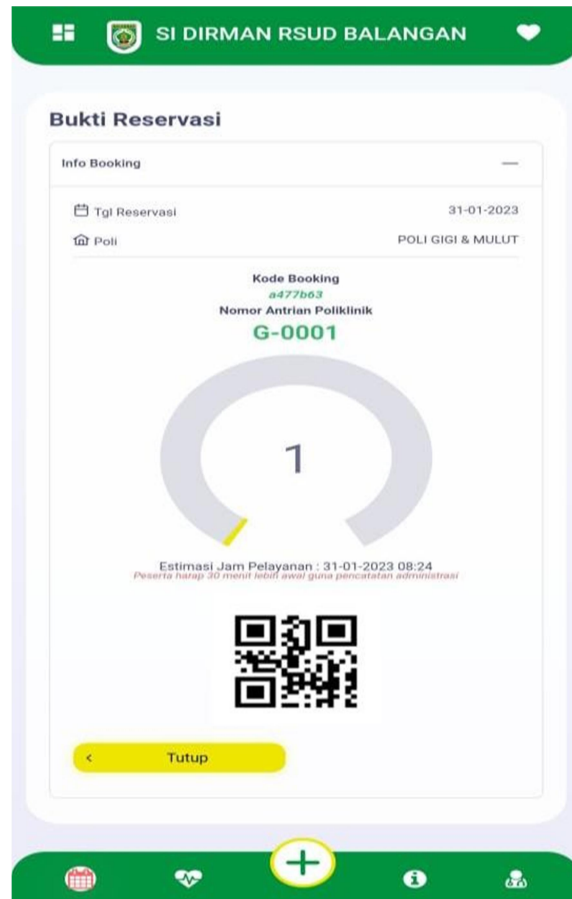 SI DIRMAN RSUD BALANGAN
Bukti Reservasi
Info Booking
Tgl Reservasi 31-01-2023
Poli POLI GIGI & MULUT
Kode Booking
a477b63
Nomor Antrian Poliklinik
G-0001
1
Estimasi Jam Pelayanan : 31-01-2023 08:24
Peserta harap 30 menit lebih awal guna pencatatan administrasi
< Tutup